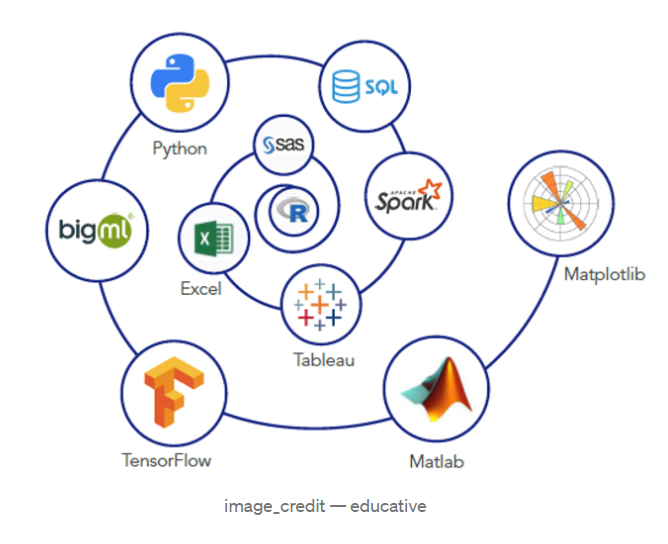 SQL
Python
sas
APACHE
Spark
bigml
R
X
Excel
Matplotlib
Tableau
TensorFlow
Matlab
image_credit — educative